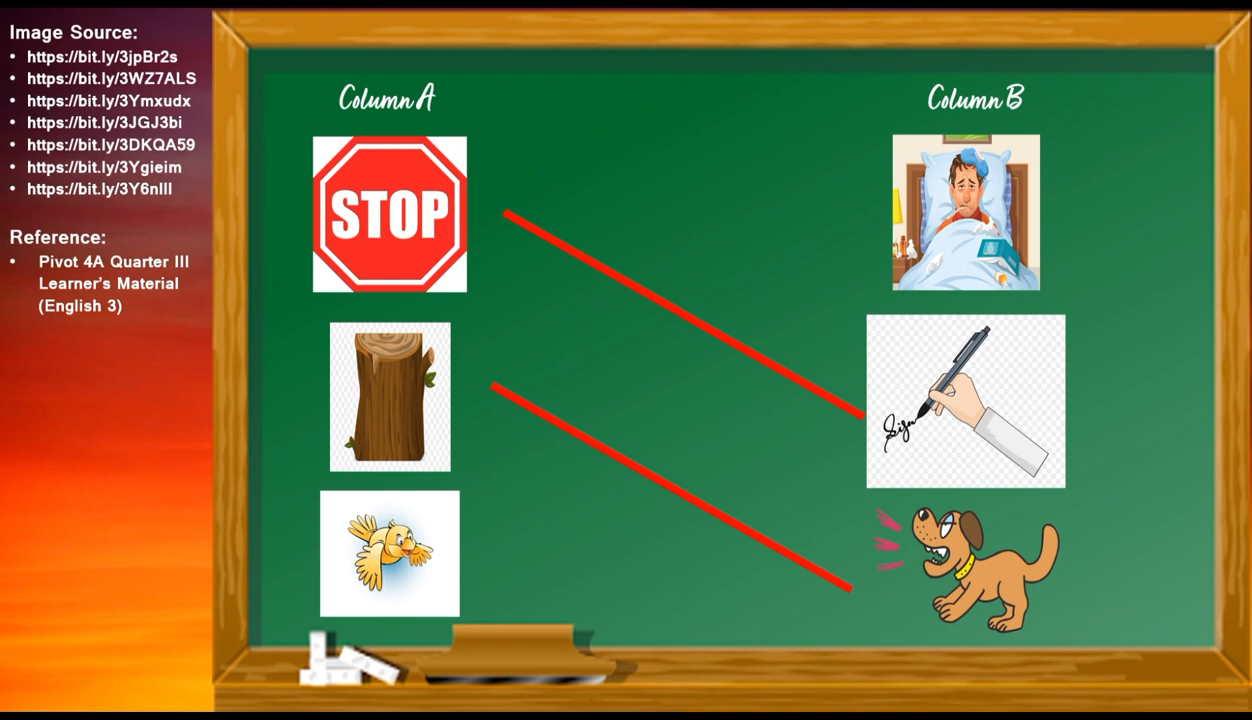 Image Source:
• https://bit.ly/3jpBr2s
• https://bit.ly/3WZ7ALS
• https://bit.ly/3Ymxudx
• https://bit.ly/3JGJ3bi
• https://bit.ly/3DKQA59
• https://bit.ly/3Ygieim
• https://bit.ly/3Y6nlll
Reference:
• Pivot 4A Quarter III
Learner's Material
(English 3)
Column A
Column B
STOP
Sign